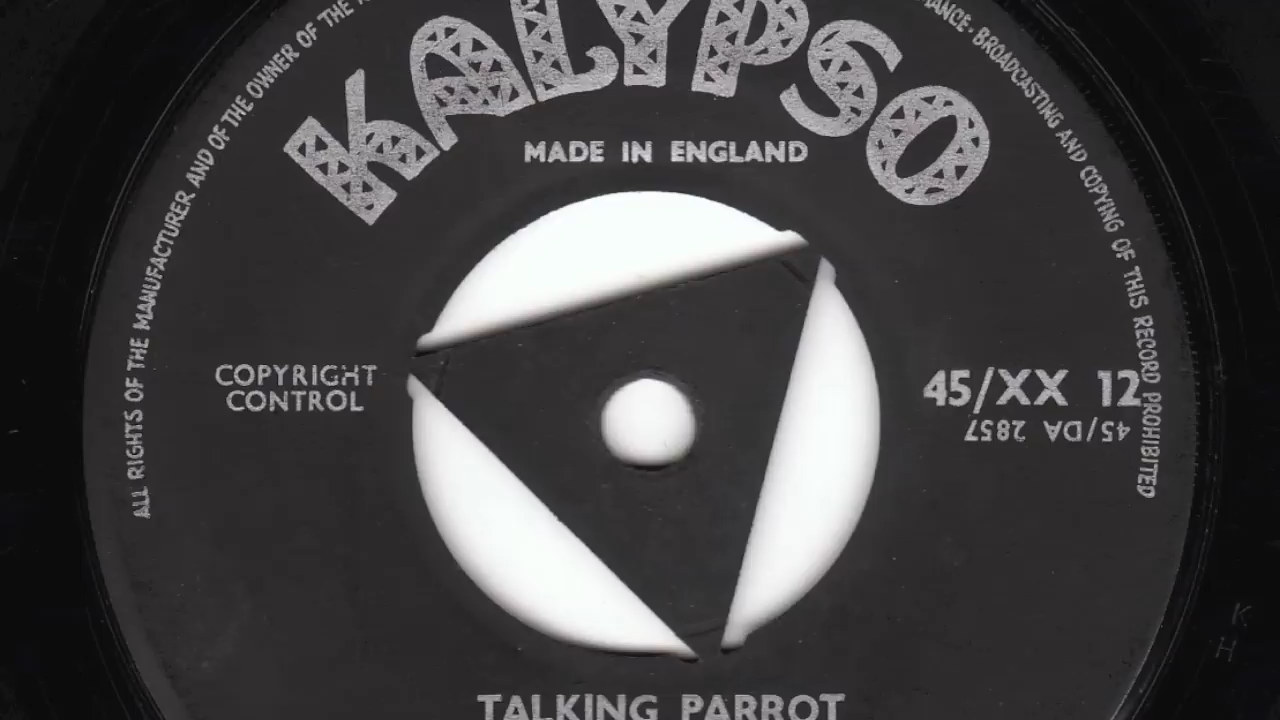 KALYPSO
MADE IN ENGLAND
ALL RIGHTS OF THE MANUFACTURER AND OF THE OWNER OF THE
BROADCASTING AND COPYING OF THIS RECORD PROHIBITED
COPYRIGHT
CONTROL
45/XX 12
45/DA 2857
TALKING PARROT
K
H